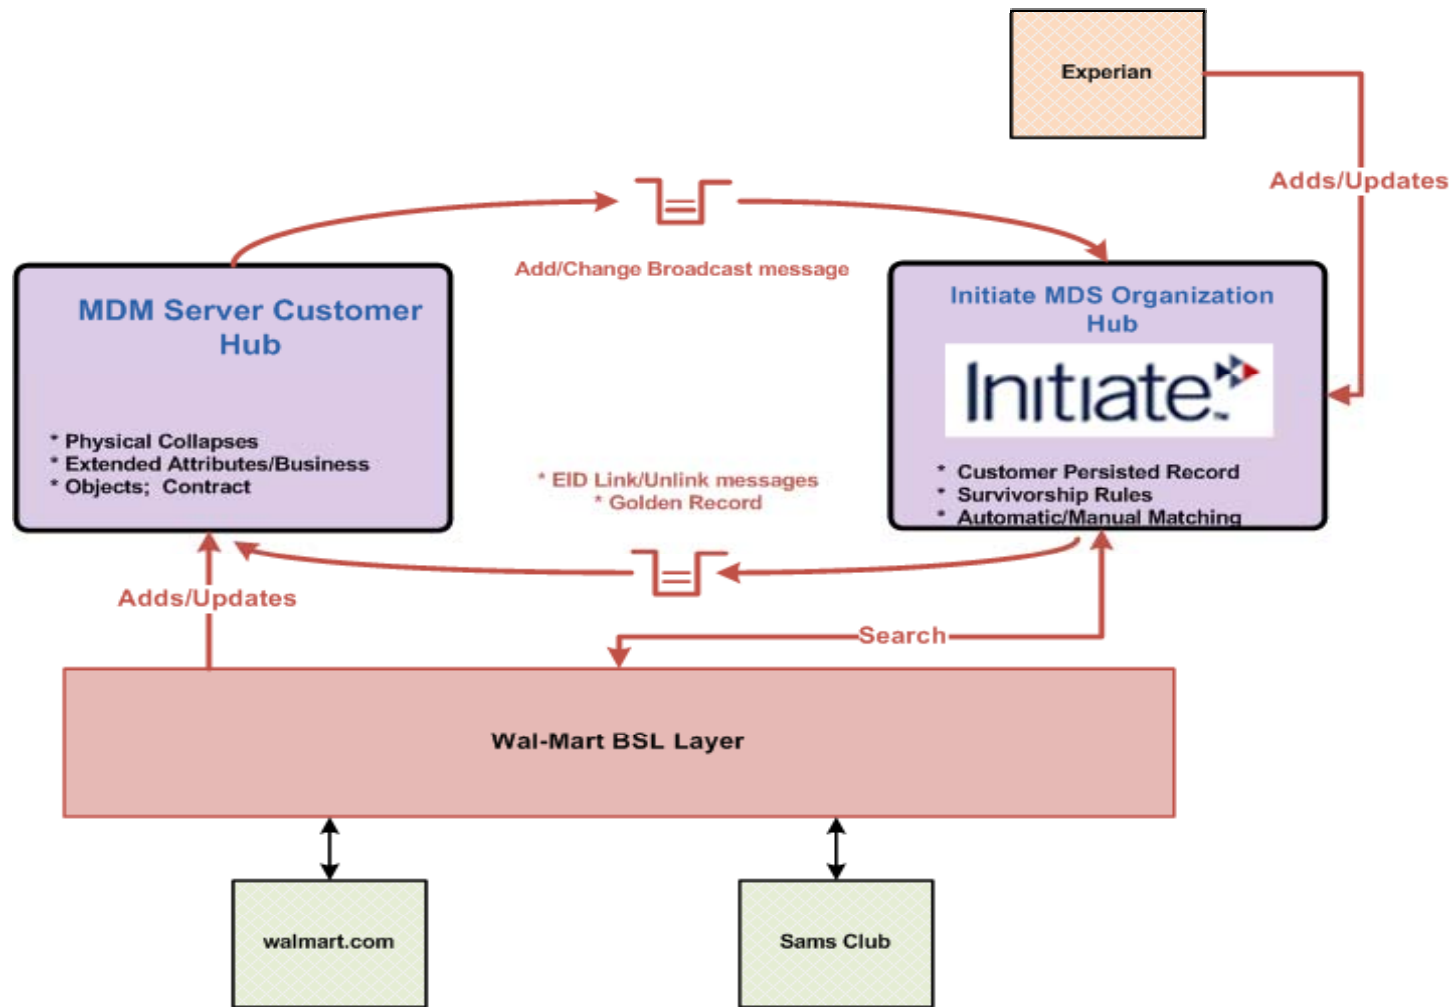 Experian
Adds/Updates
Add/Change Broadcast message
MDM Server Customer
Hub
* Physical Collapses
* Extended Attributes/Business
* Objects; Contract
Initiate MDS Organization
Hub
Initiate™
* Customer Persisted Record
* Survivorship Rules
* Automatic/Manual Matching
* EID Link/Unlink messages
* Golden Record
Adds/Updates
Search
Wal-Mart BSL Layer
walmart.com
Sams Club